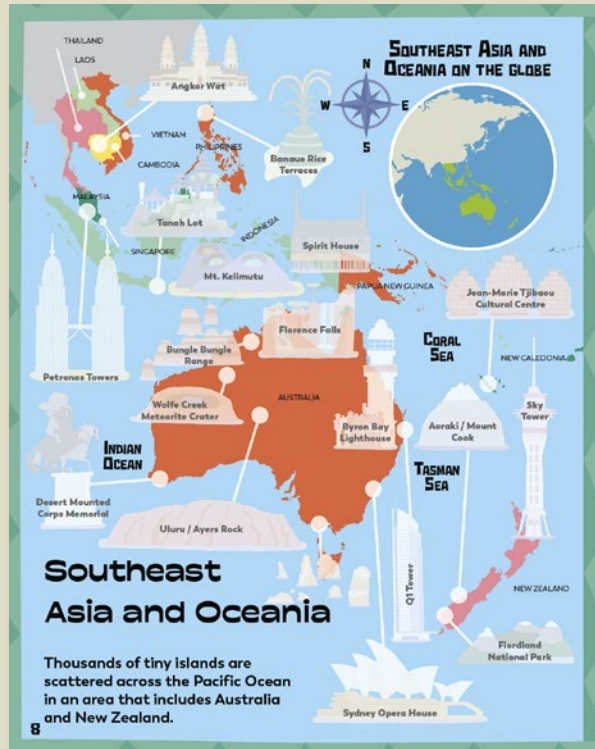 THAILAND
LAOS
Angkor Wat
SOUTHEAST ASIA AND
OCEANIA ON THE GLOBE
N
W
E
S
VIETNAM
PHILIPPINES
CAMBODIA
Banaue Rice
Terraces
MALAYSIA
Tanah Lot
INDONESIA
SINGAPORE
Spirit House
Mt. Kelimutu
PAPUA NEW GUINEA
Jean-Marie Tjibaou
Cultural Centre
Florence Falls
Bungle Bungle
Range
CORAL
SEA
NEW CALEDONIA
Petronas Towers
Wolfe Creek
Meteorite Crater
AUSTRALIA
Sky
Tower
Byron Bay
Lighthouse
Aoraki / Mount
Cook
INDIAN
OCEAN
TASMAN
SEA
Desert Mounted
Corps Memorial
Uluru / Ayers Rock
Q1 Tower
NEW ZEALAND
Fiordland
National Park
Sydney Opera House
Southeast
Asia and Oceania
Thousands of tiny islands are
scattered across the Pacific Ocean
in an area that includes Australia
and New Zealand.
8